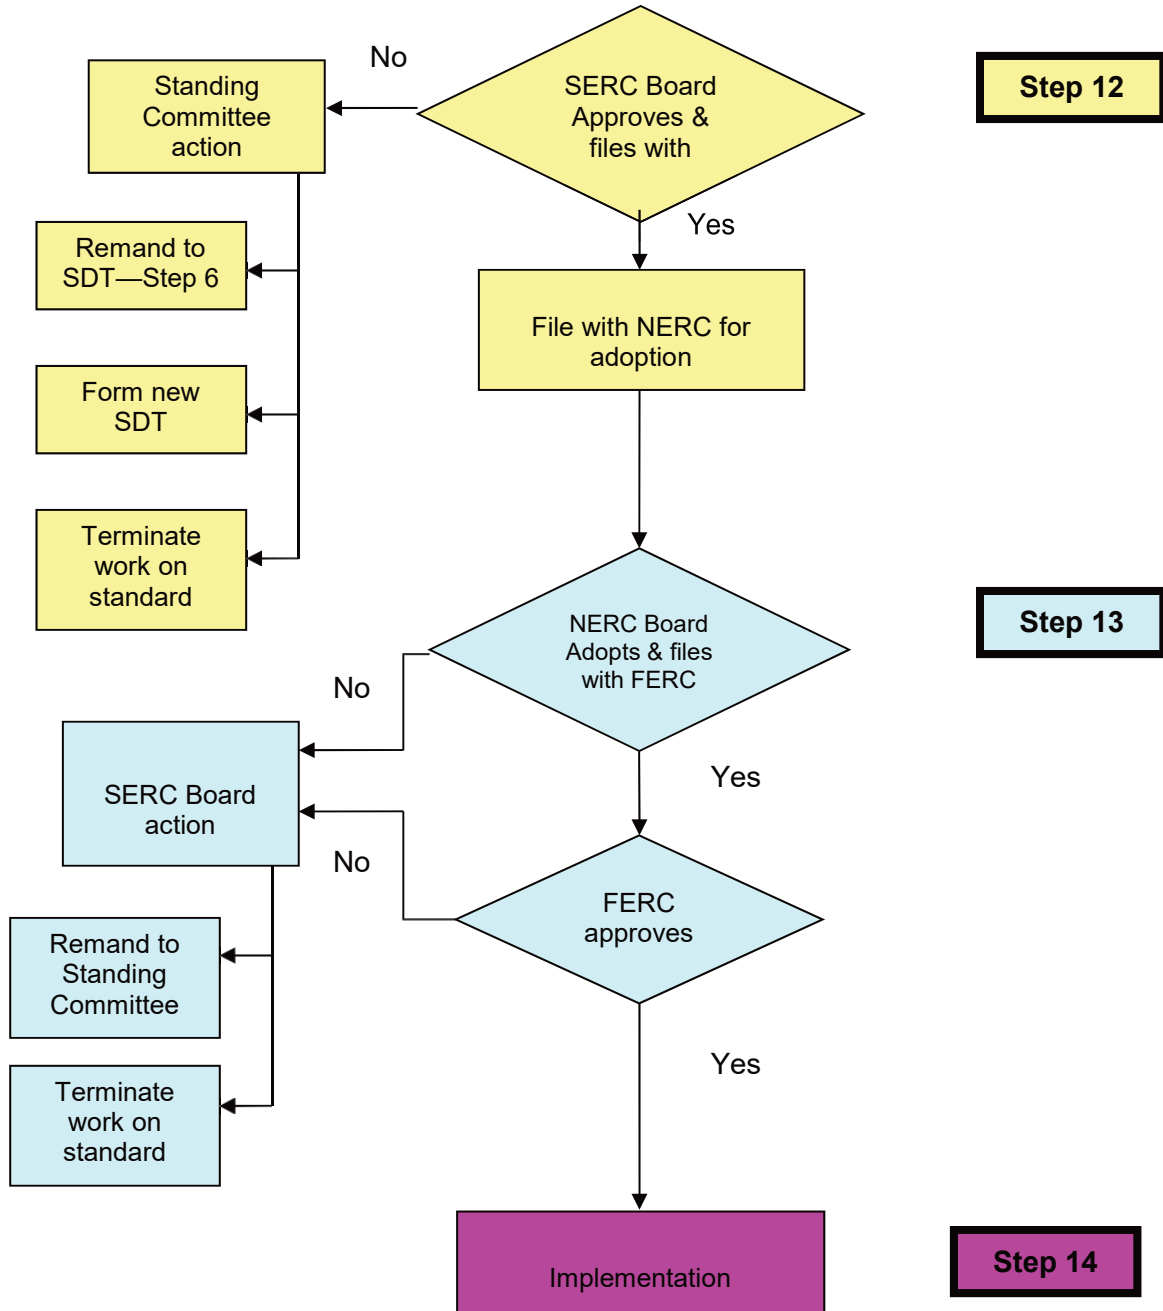 No
Standing
Committee
action
SERC Board
Approves &
files with
Step 12
Yes
Remand to
SDT—Step 6
File with NERC for
adoption
Form new
SDT
Terminate
work on
standard
NERC Board
Adopts & files
with FERC
Step 13
No
Yes
SERC Board
action
No
FERC
approves
Remand to
Standing
Committee
Yes
Terminate
work on
standard
Implementation
Step 14